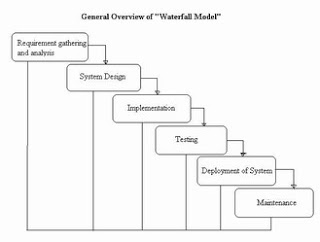 General Overview of "Waterfall Model"
Requirement gathering
and analysis
System Design
Implementation
Testing
Deployment of System
Maintenance